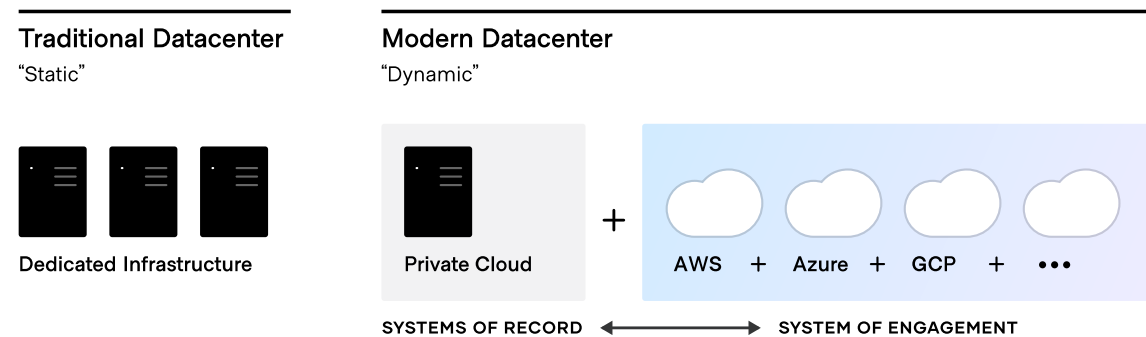 Traditional Datacenter
“Static”
Dedicated Infrastructure
Modern Datacenter
“Dynamic”
Private Cloud
+
AWS + Azure + GCP + •••
SYSTEMS OF RECORD
SYSTEM OF ENGAGEMENT